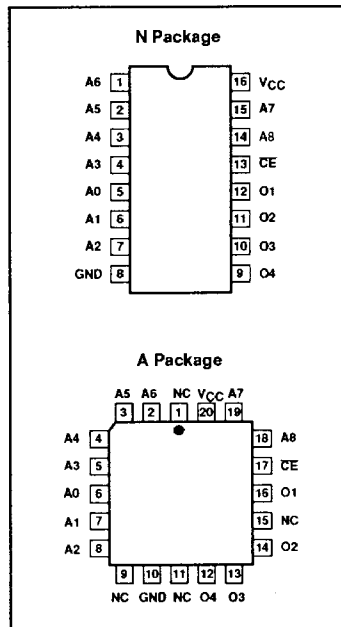 N Package
A6 1 16 VCC
A5 2 15 A7
A4 3 14 A8
A3 4 13 C̅E̅
A0 5 12 O1
A1 6 11 O2
A2 7 10 O3
GND 8 9 O4
A Package
A5 A6 NC VCC A7
3 2 1 20 19
A4 4 18 A8
A3 5 17 C̅E̅
A0 6 16 O1
A1 7 15 NC
A2 8 14 O2
9 10 11 12 13
NC GND NC O4 O3